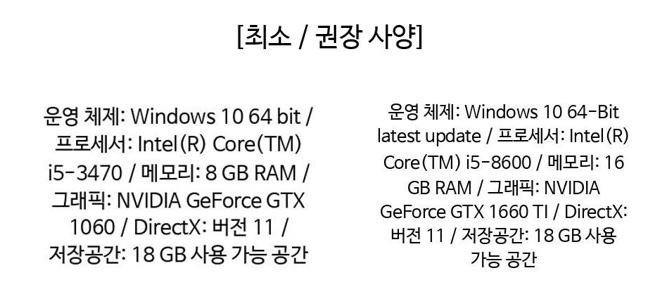 [최소 / 권장 사양]
운영 체제: Windows 10 64 bit /
프로세서: Intel(R) Core(TM)
i5-3470 / 메모리: 8 GB RAM /
그래픽: NVIDIA GeForce GTX
1060 / DirectX: 버전 11 /
저장공간: 18 GB 사용 가능 공간
운영 체제: Windows 10 64-Bit
latest update / 프로세서: Intel(R)
Core(TM) i5-8600 / 메모리: 16
GB RAM / 그래픽: NVIDIA
GeForce GTX 1660 TI / DirectX:
버전 11 / 저장공간: 18 GB 사용
가능 공간